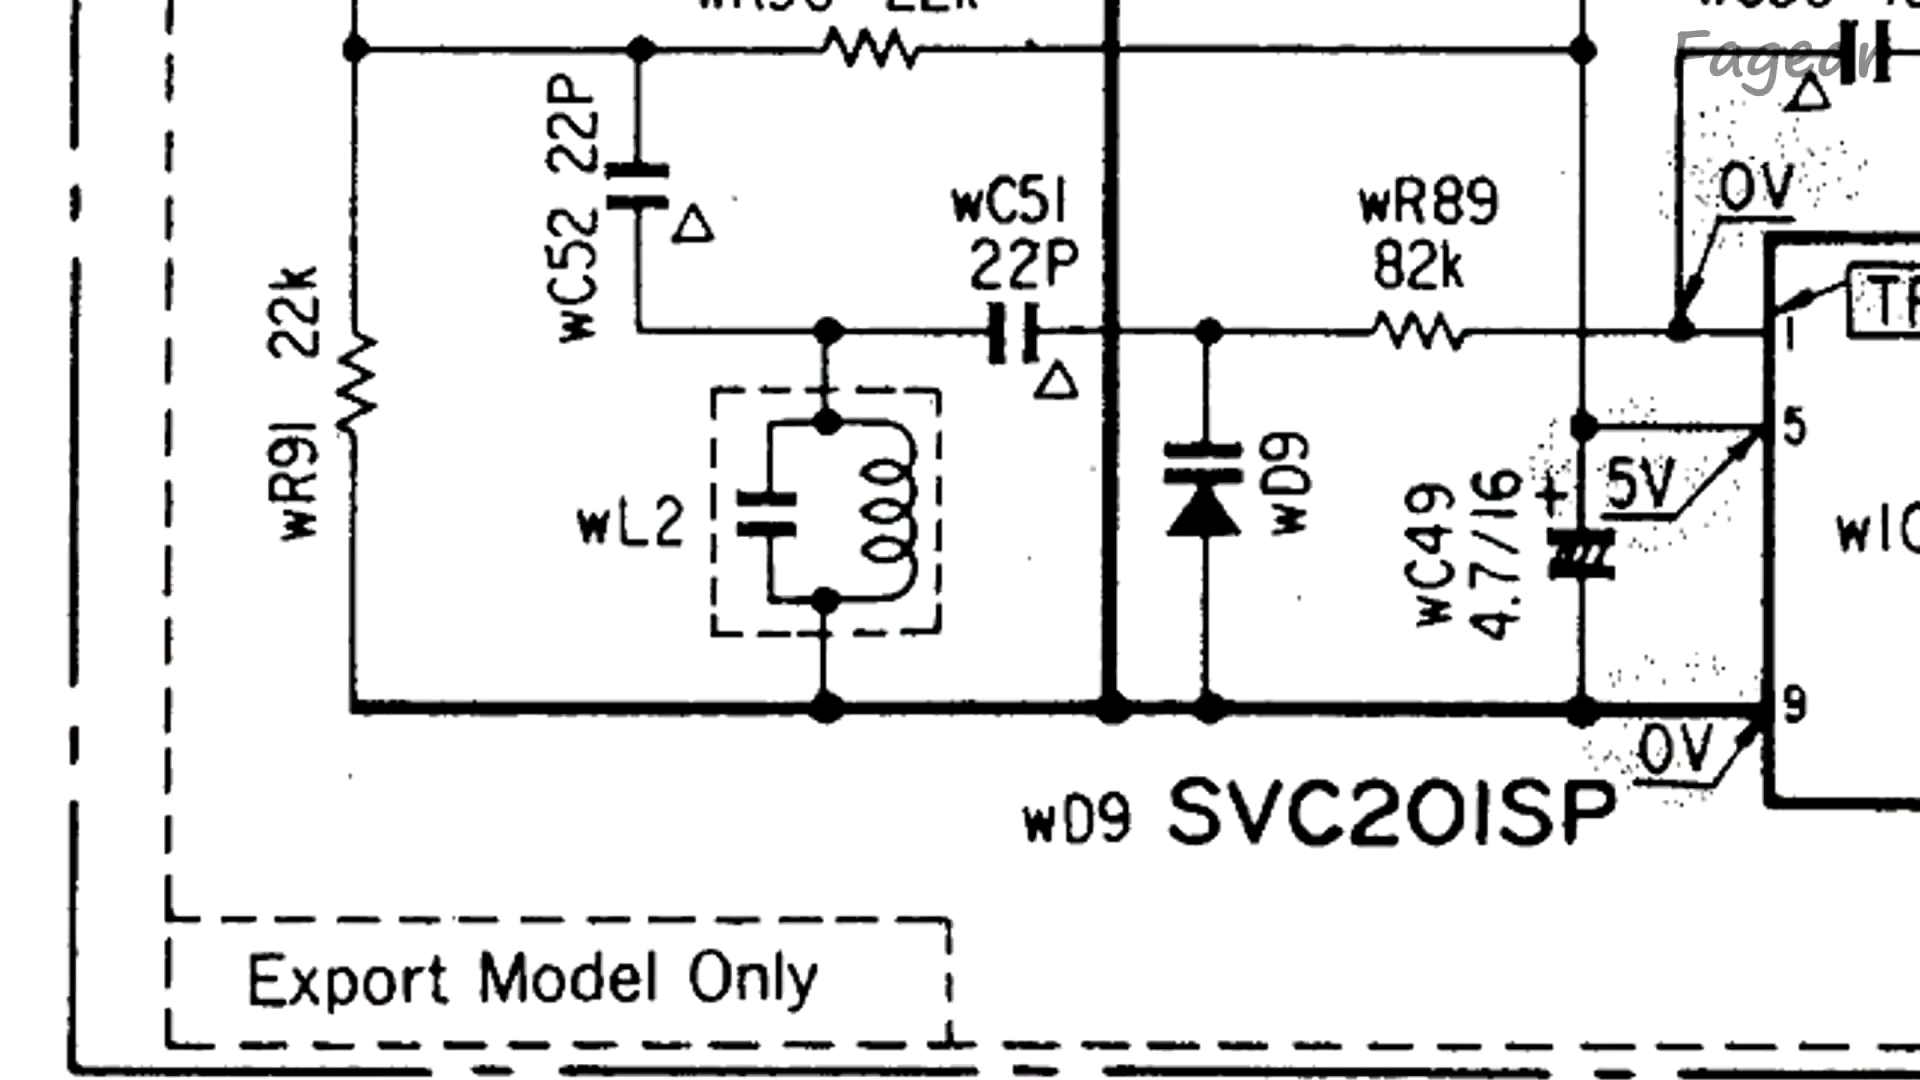 wC52 22P
wC51
22P
wR89
82k
0V
wR91 22k
1
5
5V
wL2
wD9
wC49
4.7/16
+
9
0V
wD9 SVC201SP
Export Model Only